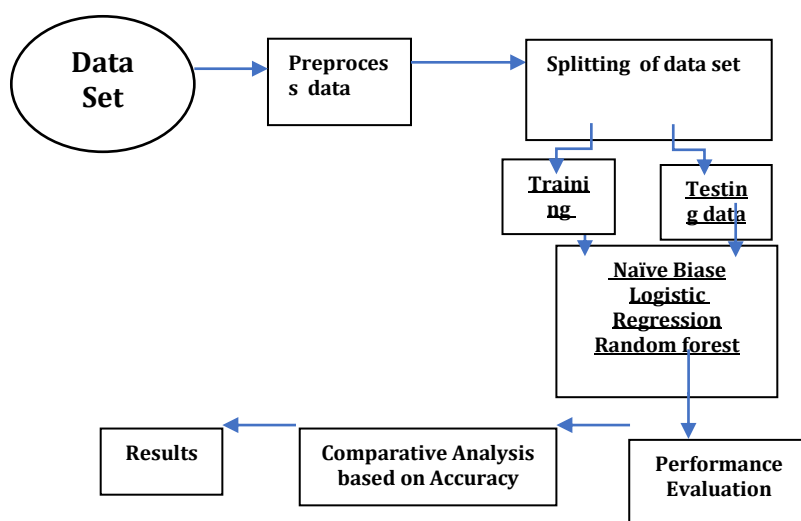 Data
Set
Preproces
s data
Splitting of data set
Traini
ng
Testin
g data
Naïve Biase
Logistic
Regression
Random forest
Results
Comparative Analysis
based on Accuracy
Performance
Evaluation